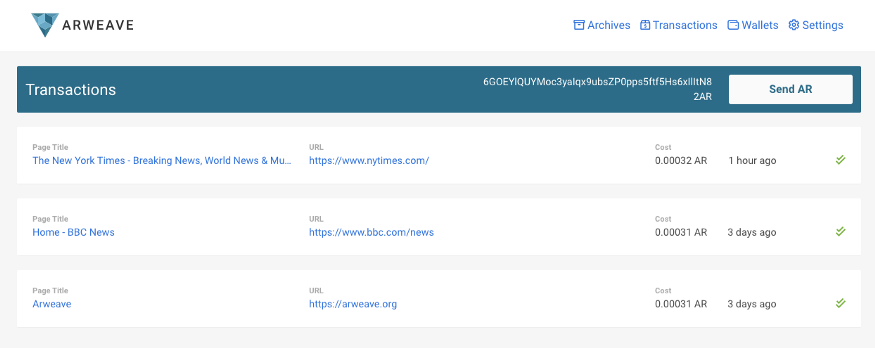 ARWEAVE
Archives Transactions Wallets Settings
Transactions
6GOEYlQUYMoc3yaIqx9ubsZP0pps5ftf5Hs6xIlItN8
2AR
Send AR
Page Title URL Cost
The New York Times - Breaking News, World News & Mu... https://www.nytimes.com/ 0.00032 AR 1 hour ago
Page Title URL Cost
Home - BBC News https://www.bbc.com/news 0.00031 AR 3 days ago
Page Title URL Cost
Arweave https://arweave.org 0.00031 AR 3 days ago